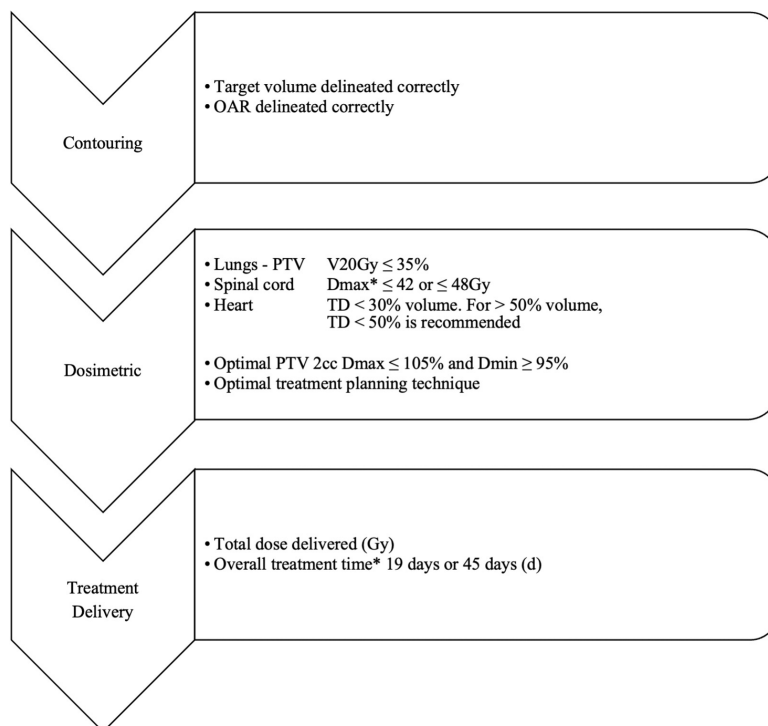 Contouring
• Target volume delineated correctly
• OAR delineated correctly
Dosimetric
• Lungs - PTV V20Gy ≤ 35%
• Spinal cord Dmax* ≤ 42 or ≤ 48Gy
• Heart TD < 30% volume. For > 50% volume,
TD < 50% is recommended
• Optimal PTV 2cc Dmax ≤ 105% and Dmin ≥ 95%
• Optimal treatment planning technique
Treatment
Delivery
• Total dose delivered (Gy)
• Overall treatment time* 19 days or 45 days (d)